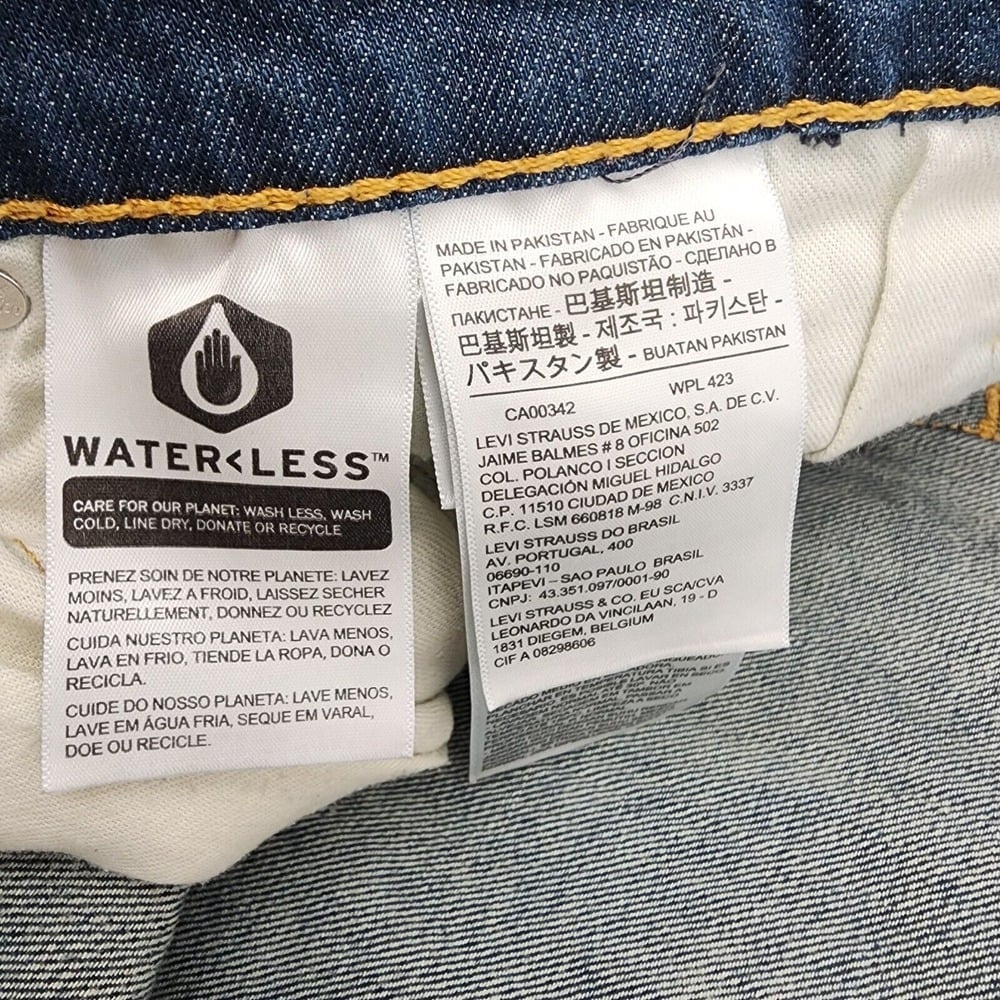 WATER<LESS™
CARE FOR OUR PLANET: WASH LESS, WASH
COLD, LINE DRY, DONATE OR RECYCLE
PRENEZ SOIN DE NOTRE PLANETE: LAVEZ
MOINS, LAVEZ A FROID, LAISSEZ SECHER
NATURELLEMENT, DONNEZ OU RECYCLEZ
CUIDA NUESTRO PLANETA: LAVA MENOS,
LAVA EN FRIO, TIENDE LA ROPA, DONA O
RECICLA.
CUIDE DO NOSSO PLANETA: LAVE MENOS,
LAVE EM ÁGUA FRIA, SEQUE EM VARAL,
DOE OU RECICLE.
MADE IN PAKISTAN - FABRIQUE AU
PAKISTAN - FABRICADO EN PAKISTÁN -
FABRICADO NO PAQUISTÃO - СДЕЛАНО В
ПАКИСТАНЕ - 巴基斯坦制造 -
巴基斯坦製 - 제조국 : 파키스탄 -
パキスタン製 - BUATAN PAKISTAN
CA00342 WPL 423
LEVI STRAUSS DE MEXICO, S.A. DE C.V.
JAIME BALMES # 8 OFICINA 502
COL. POLANCO I SECCION
DELEGACIÓN MIGUEL HIDALGO
C.P. 11510 CIUDAD DE MEXICO
R.F.C. LSM 660818 M-98 C.N.I.V. 3337
LEVI STRAUSS DO BRASIL
AV. PORTUGAL, 400
06690-110
ITAPEVI – SAO PAULO BRASIL
CNPJ: 43.351.097/0001-90
LEVI STRAUSS & CO. EU SCA/CVA
LEONARDO DA VINCILAAN, 19 - D
1831 DIEGEM, BELGIUM
CIF A 08298606